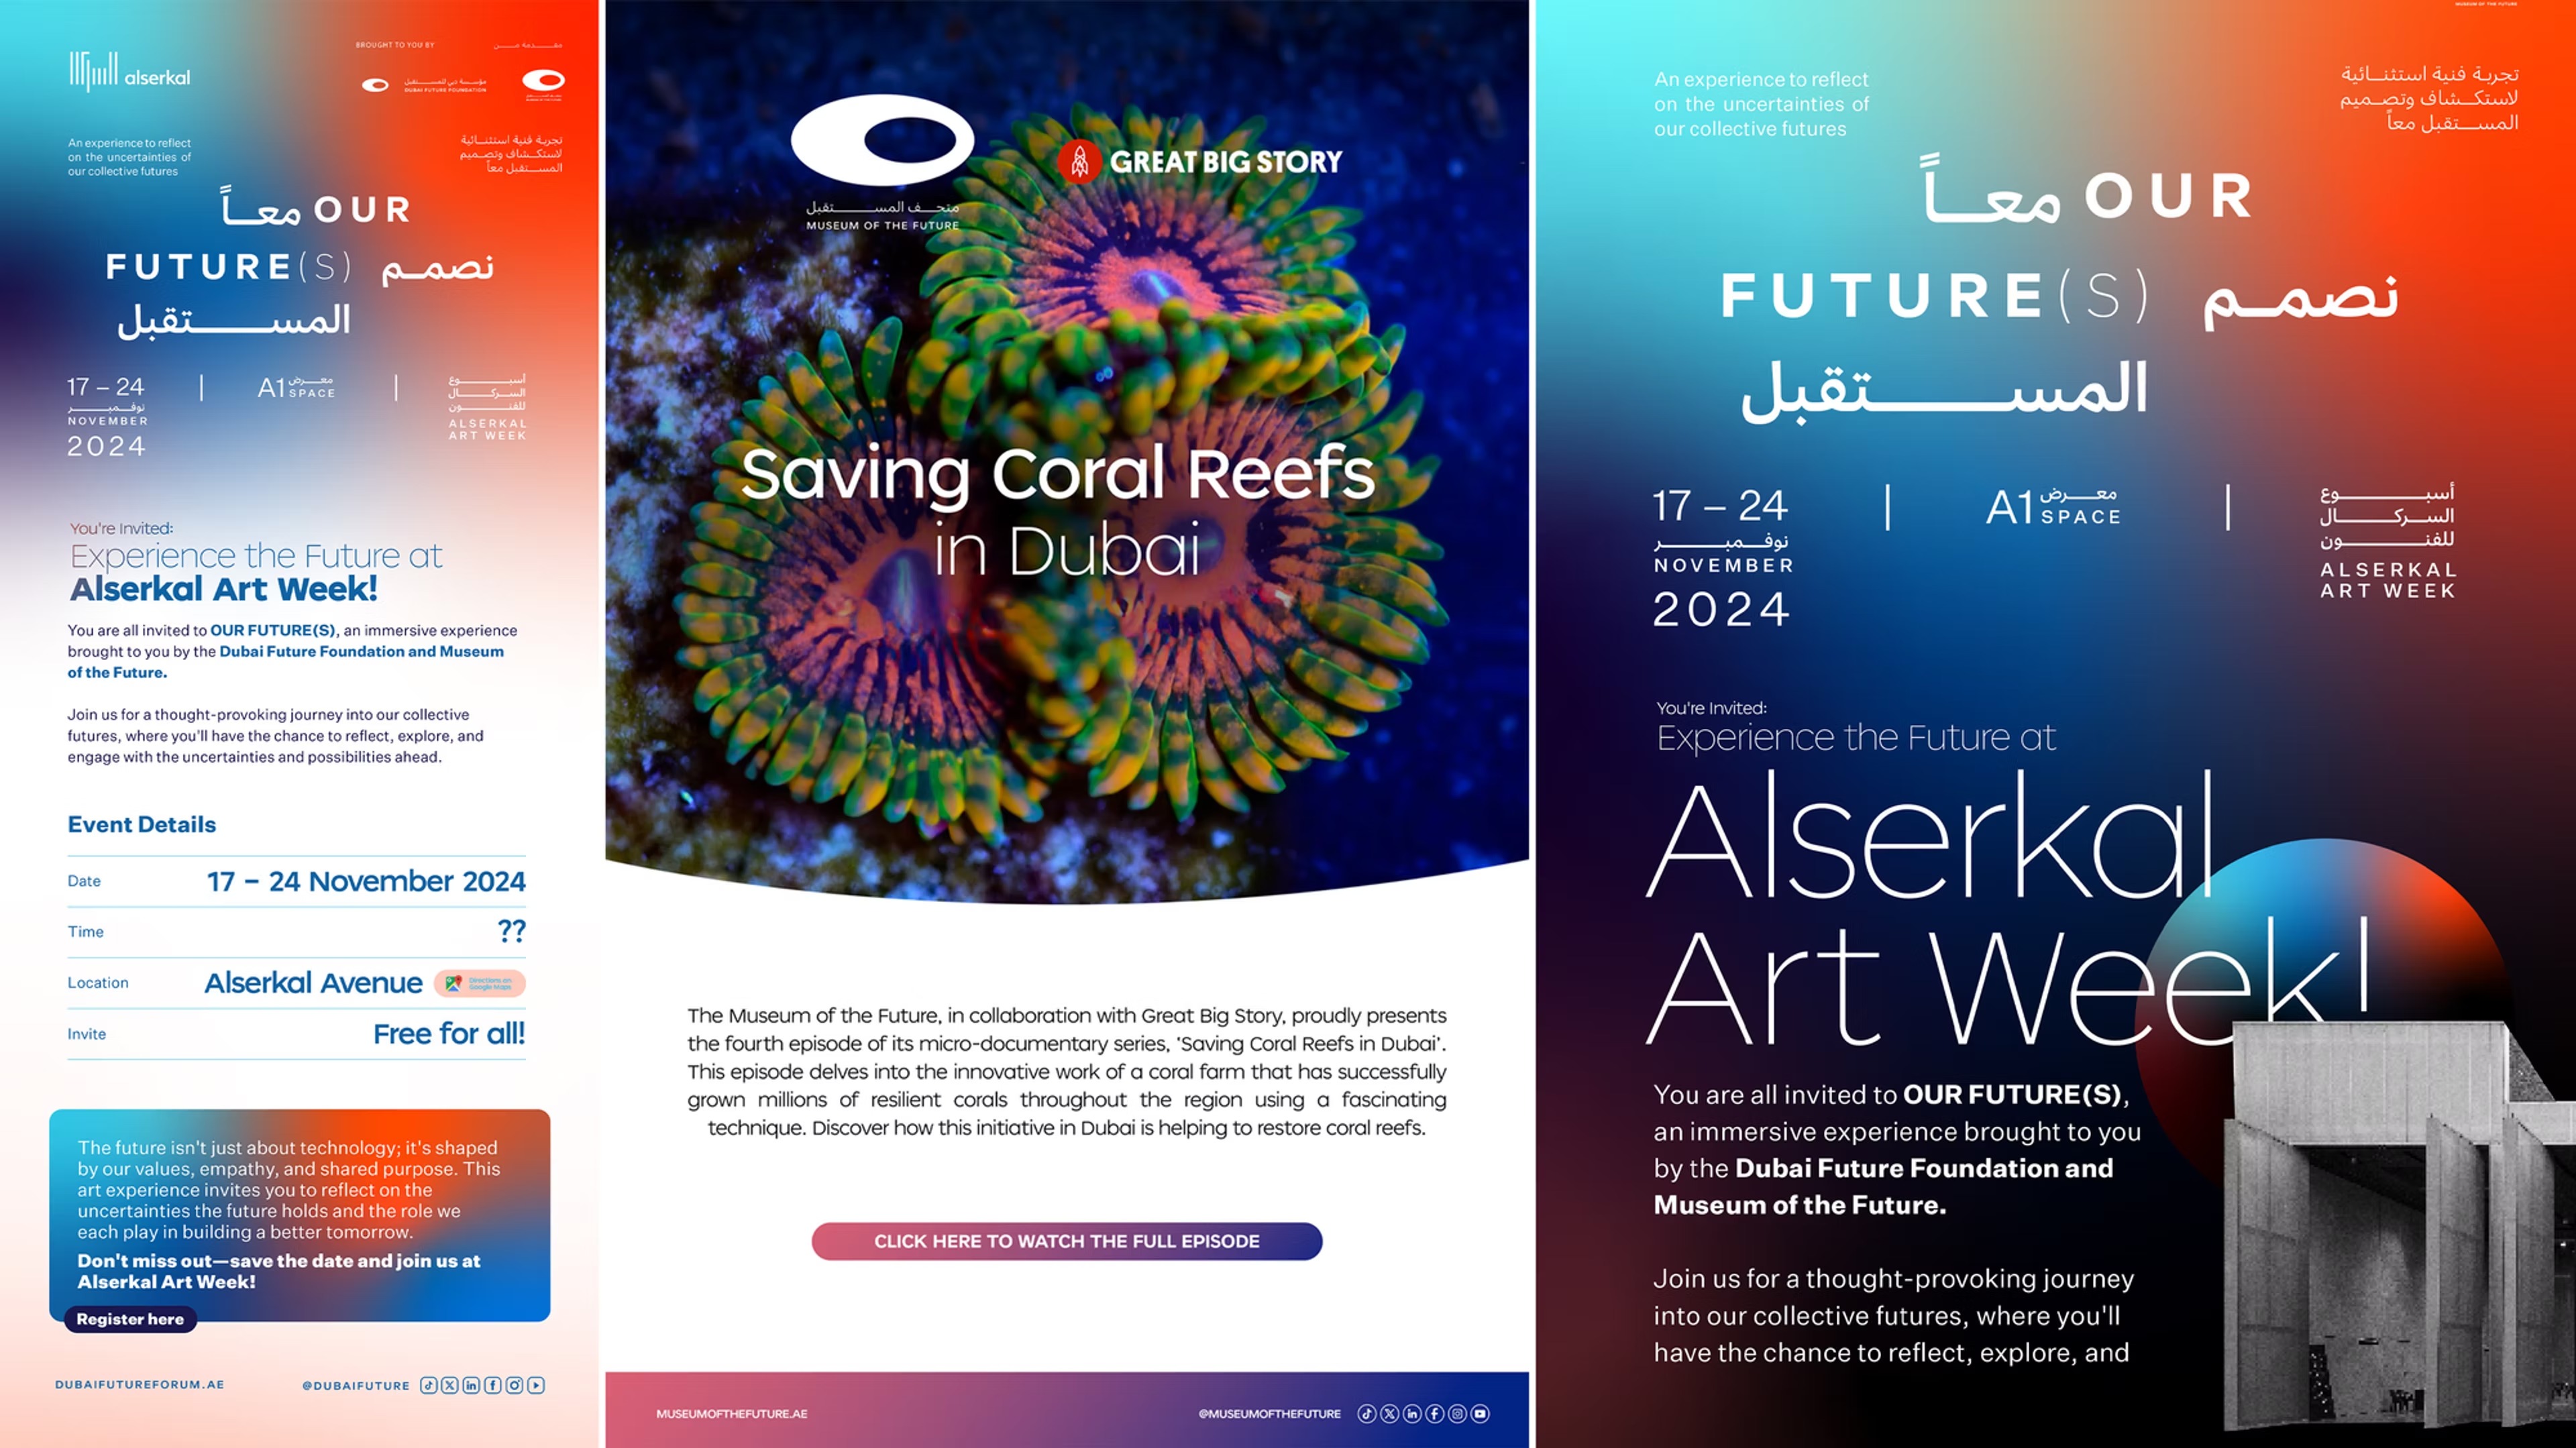 alserkal
BROUGHT TO YOU BY
مقدمة من
مؤسسة دبي للمستقبل
DUBAI FUTURE FOUNDATION
An experience to reflect
on the uncertainties of
our collective futures
تجربة فنية استثنائية
لاستكشاف وتصميم
المستقبل معاً
معاً OUR
FUTURE(S) نصمم
المستقبل
17 – 24
نوفمبر
NOVEMBER
2024
A1 معرض
SPACE
أسبوع
السركال
للفنون
ALSERKAL
ART WEEK
You're Invited:
Experience the Future at
Alserkal Art Week!
You are all invited to OUR FUTURE(S), an immersive experience
brought to you by the Dubai Future Foundation and Museum
of the Future.
Join us for a thought-provoking journey into our collective
futures, where you'll have the chance to reflect, explore, and
engage with the uncertainties and possibilities ahead.
Event Details
Date 17 – 24 November 2024
Time ??
Location Alserkal Avenue Directions on
Google Maps
Invite Free for all!
The future isn't just about technology; it's shaped
by our values, empathy, and shared purpose. This
art experience invites you to reflect on the
uncertainties the future holds and the role we
each play in building a better tomorrow.
Don't miss out—save the date and join us at
Alserkal Art Week!
Register here
DUBAIFUTUREFORUM.AE
@DUBAIFUTURE
متحف المستقبل
MUSEUM OF THE FUTURE
GREAT BIG STORY
Saving Coral Reefs
in Dubai
The Museum of the Future, in collaboration with Great Big Story, proudly presents
the fourth episode of its micro-documentary series, ‘Saving Coral Reefs in Dubai’.
This episode delves into the innovative work of a coral farm that has successfully
grown millions of resilient corals throughout the region using a fascinating
technique. Discover how this initiative in Dubai is helping to restore coral reefs.
CLICK HERE TO WATCH THE FULL EPISODE
MUSEUMOFTHEFUTURE.AE
@MUSEUMOFTHEFUTURE
MUSEUM OF THE FUTURE
An experience to reflect
on the uncertainties of
our collective futures
تجربة فنية استثنائية
لاستكشاف وتصميم
المستقبل معاً
معاً OUR
FUTURE(S) نصمم
المستقبل
17 – 24
نوفمبر
NOVEMBER
2024
A1 معرض
SPACE
أسبوع
السركال
للفنون
ALSERKAL
ART WEEK
You're Invited:
Experience the Future at
Alserkal
Art Week!
You are all invited to OUR FUTURE(S),
an immersive experience brought to you
by the Dubai Future Foundation and
Museum of the Future.
Join us for a thought-provoking journey
into our collective futures, where you'll
have the chance to reflect, explore, and